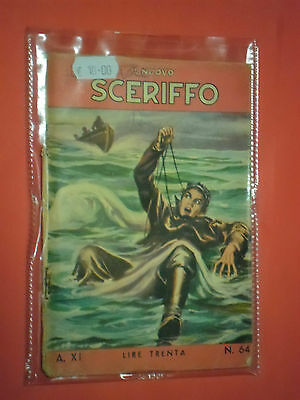 € 10.00
NUOVO
SCERIFFO
A. XI LIRE TRENTA N. 64